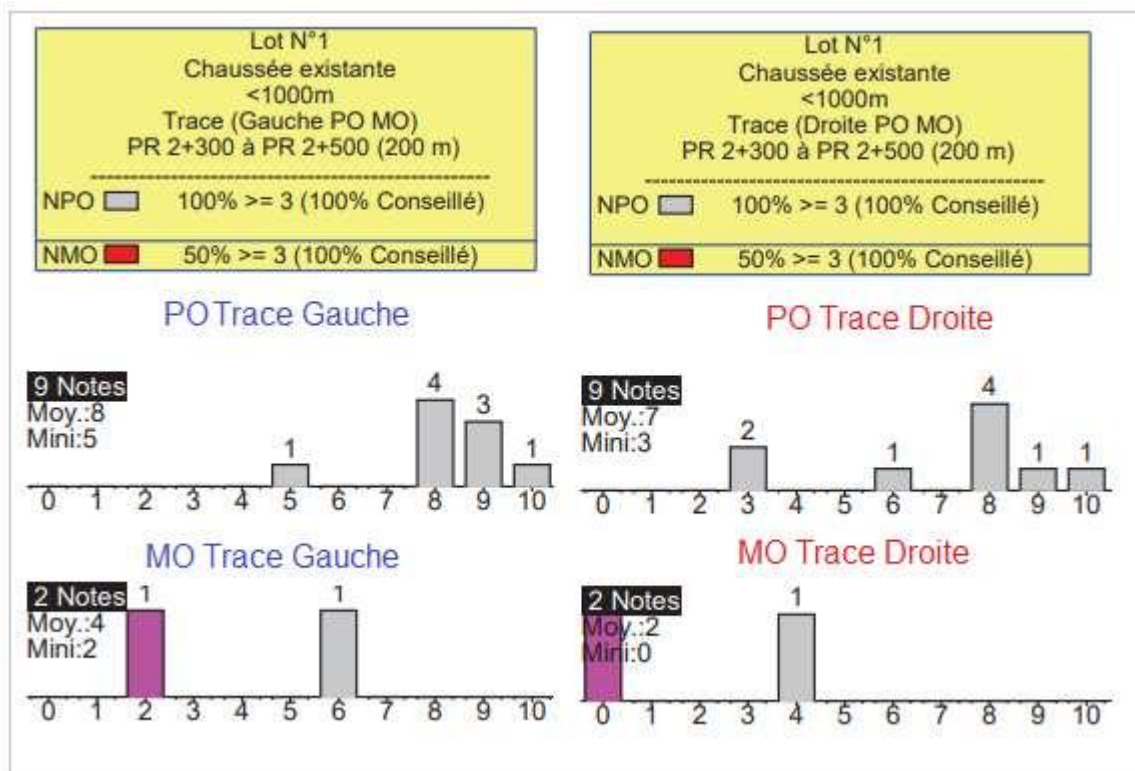 Lot N°1
Chaussée existante
<1000m
Trace (Gauche PO MO)
PR 2+300 à PR 2+500 (200 m)
------------------------------------------------
NPO 100% >= 3 (100% Conseillé)
NMO 50% >= 3 (100% Conseillé)
Lot N°1
Chaussée existante
<1000m
Trace (Droite PO MO)
PR 2+300 à PR 2+500 (200 m)
------------------------------------------------
NPO 100% >= 3 (100% Conseillé)
NMO 50% >= 3 (100% Conseillé)
PO Trace Gauche
9 Notes
Moy.:8
Mini:5
1 4 3 1
0 1 2 3 4 5 6 7 8 9 10
PO Trace Droite
9 Notes
Moy.:7
Mini:3
2 1 4 1 1
0 1 2 3 4 5 6 7 8 9 10
MO Trace Gauche
2 Notes
Moy.:4
Mini:2
1 1
0 1 2 3 4 5 6 7 8 9 10
MO Trace Droite
2 Notes
Moy.:2
Mini:0
1
0 1 2 3 4 5 6 7 8 9 10